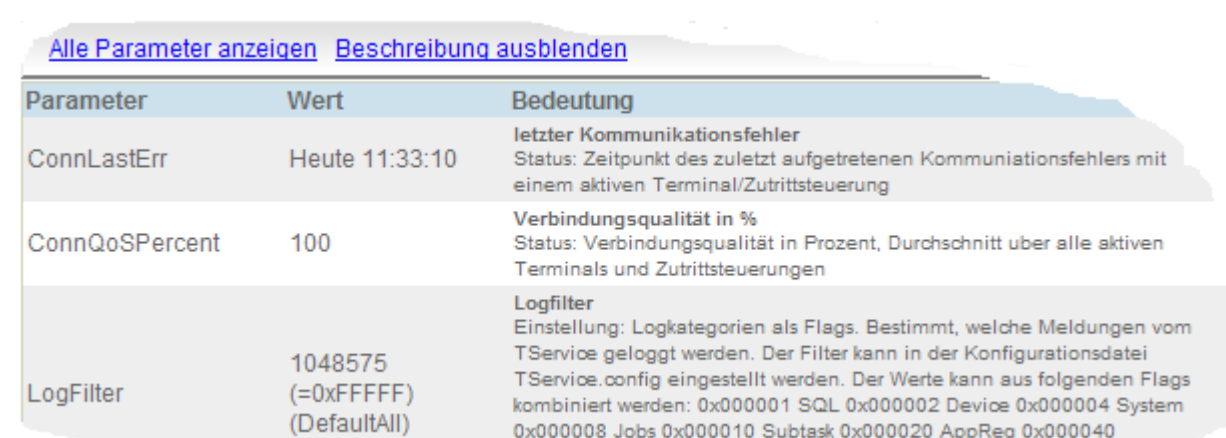 Alle Parameter anzeigen Beschreibung ausblenden
Parameter Wert Bedeutung
letzter Kommunikationsfehler
ConnLastErr Heute 11:33:10 Status: Zeitpunkt des zuletzt aufgetretenen Kommuniationsfehlers mit
einem aktiven Terminal/Zutrittsteuerung
Verbindungsqualität in %
ConnQoSPercent 100 Status: Verbindungsqualität in Prozent, Durchschnitt uber alle aktiven
Terminals und Zutrittsteuerungen
Logfilter
Einstellung: Logkategorien als Flags. Bestimmt, welche Meldungen vom
1048575 TService geloggt werden. Der Filter kann in der Konfigurationsdatei
LogFilter (=0xFFFFF) TService.config eingestellt werden. Der Werte kann aus folgenden Flags
(DefaultAll) kombiniert werden: 0x000001 SQL 0x000002 Device 0x000004 System
0x000008 Jobs 0x000010 Subtask 0x000020 AppReq 0x000040